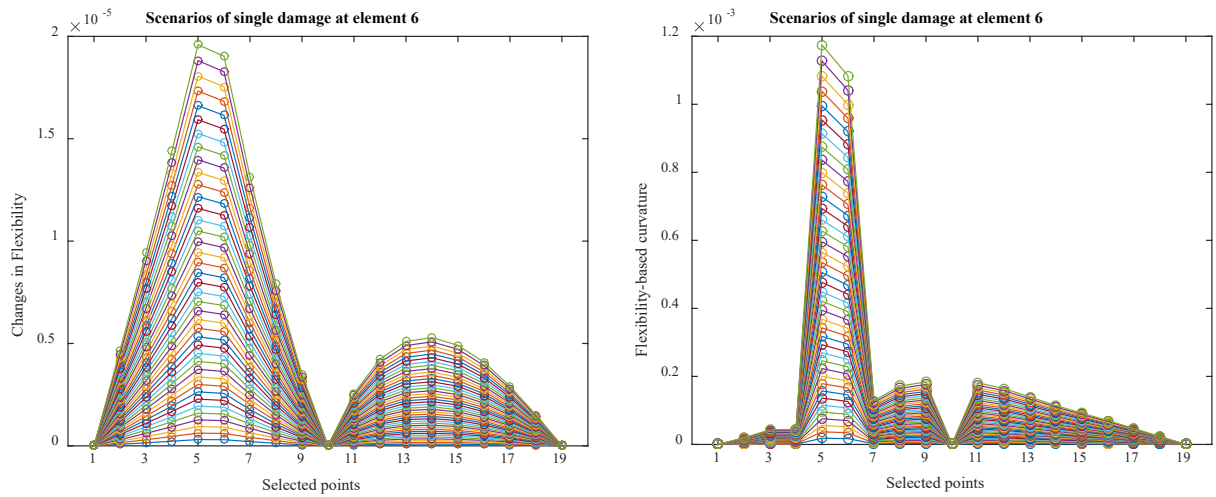 Scenarios of single damage at element 6
× 10⁻⁵
2
1.5
1
0.5
0
Changes in Flexibility
1 3 5 7 9 11 13 15 17 19
Selected points
Scenarios of single damage at element 6
× 10⁻³
1.2
1
0.8
0.6
0.4
0.2
0
Flexibility-based curvature
1 3 5 7 9 11 13 15 17 19
Selected points